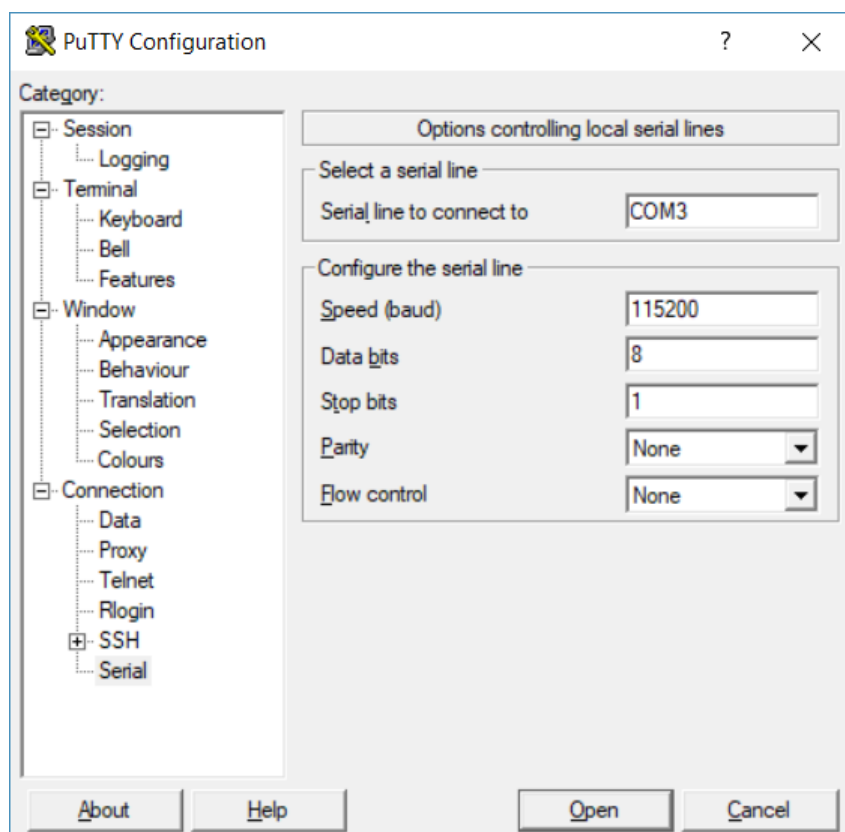 PuTTY Configuration
?
Category:
Session
Logging
Terminal
Keyboard
Bell
Features
Window
Appearance
Behaviour
Translation
Selection
Colours
Connection
Data
Proxy
Telnet
Rlogin
SSH
Serial
Options controlling local serial lines
Select a serial line
Serial line to connect to COM3
Configure the serial line
Speed (baud) 115200
Data bits 8
Stop bits 1
Parity None
Flow control None
About Help Open Cancel